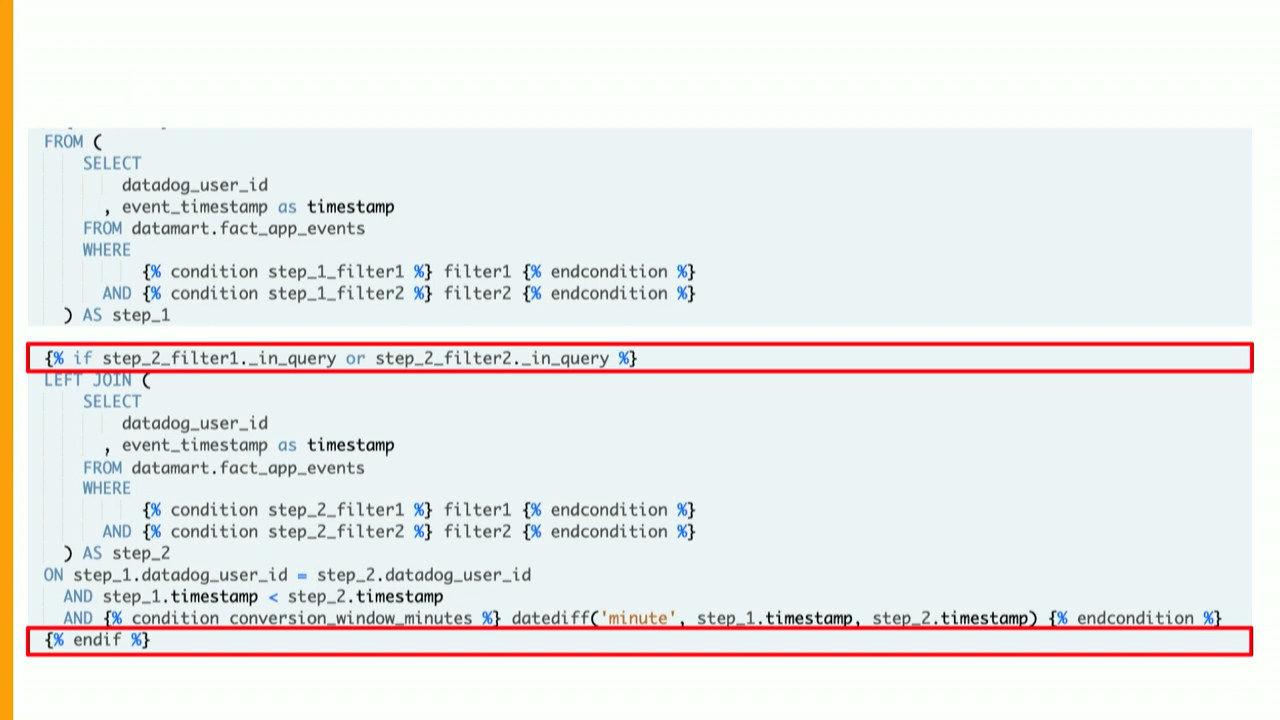 FROM (
SELECT
datadog_user_id
, event_timestamp as timestamp
FROM datamart.fact_app_events
WHERE
{% condition step_1_filter1 %} filter1 {% endcondition %}
AND {% condition step_1_filter2 %} filter2 {% endcondition %}
) AS step_1
{% if step_2_filter1._in_query or step_2_filter2._in_query %}
LEFT JOIN (
SELECT
datadog_user_id
, event_timestamp as timestamp
FROM datamart.fact_app_events
WHERE
{% condition step_2_filter1 %} filter1 {% endcondition %}
AND {% condition step_2_filter2 %} filter2 {% endcondition %}
) AS step_2
ON step_1.datadog_user_id = step_2.datadog_user_id
AND step_1.timestamp < step_2.timestamp
AND {% condition conversion_window_minutes %} datediff('minute', step_1.timestamp, step_2.timestamp) {% endcondition %}
{% endif %}